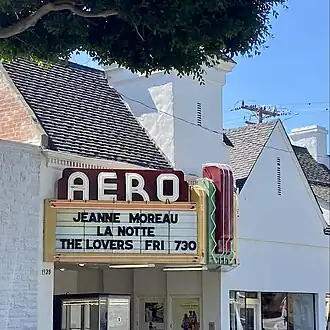 AERO
JEANNE MOREAU
LA NOTTE
THE LOVERS FRI 730
1328